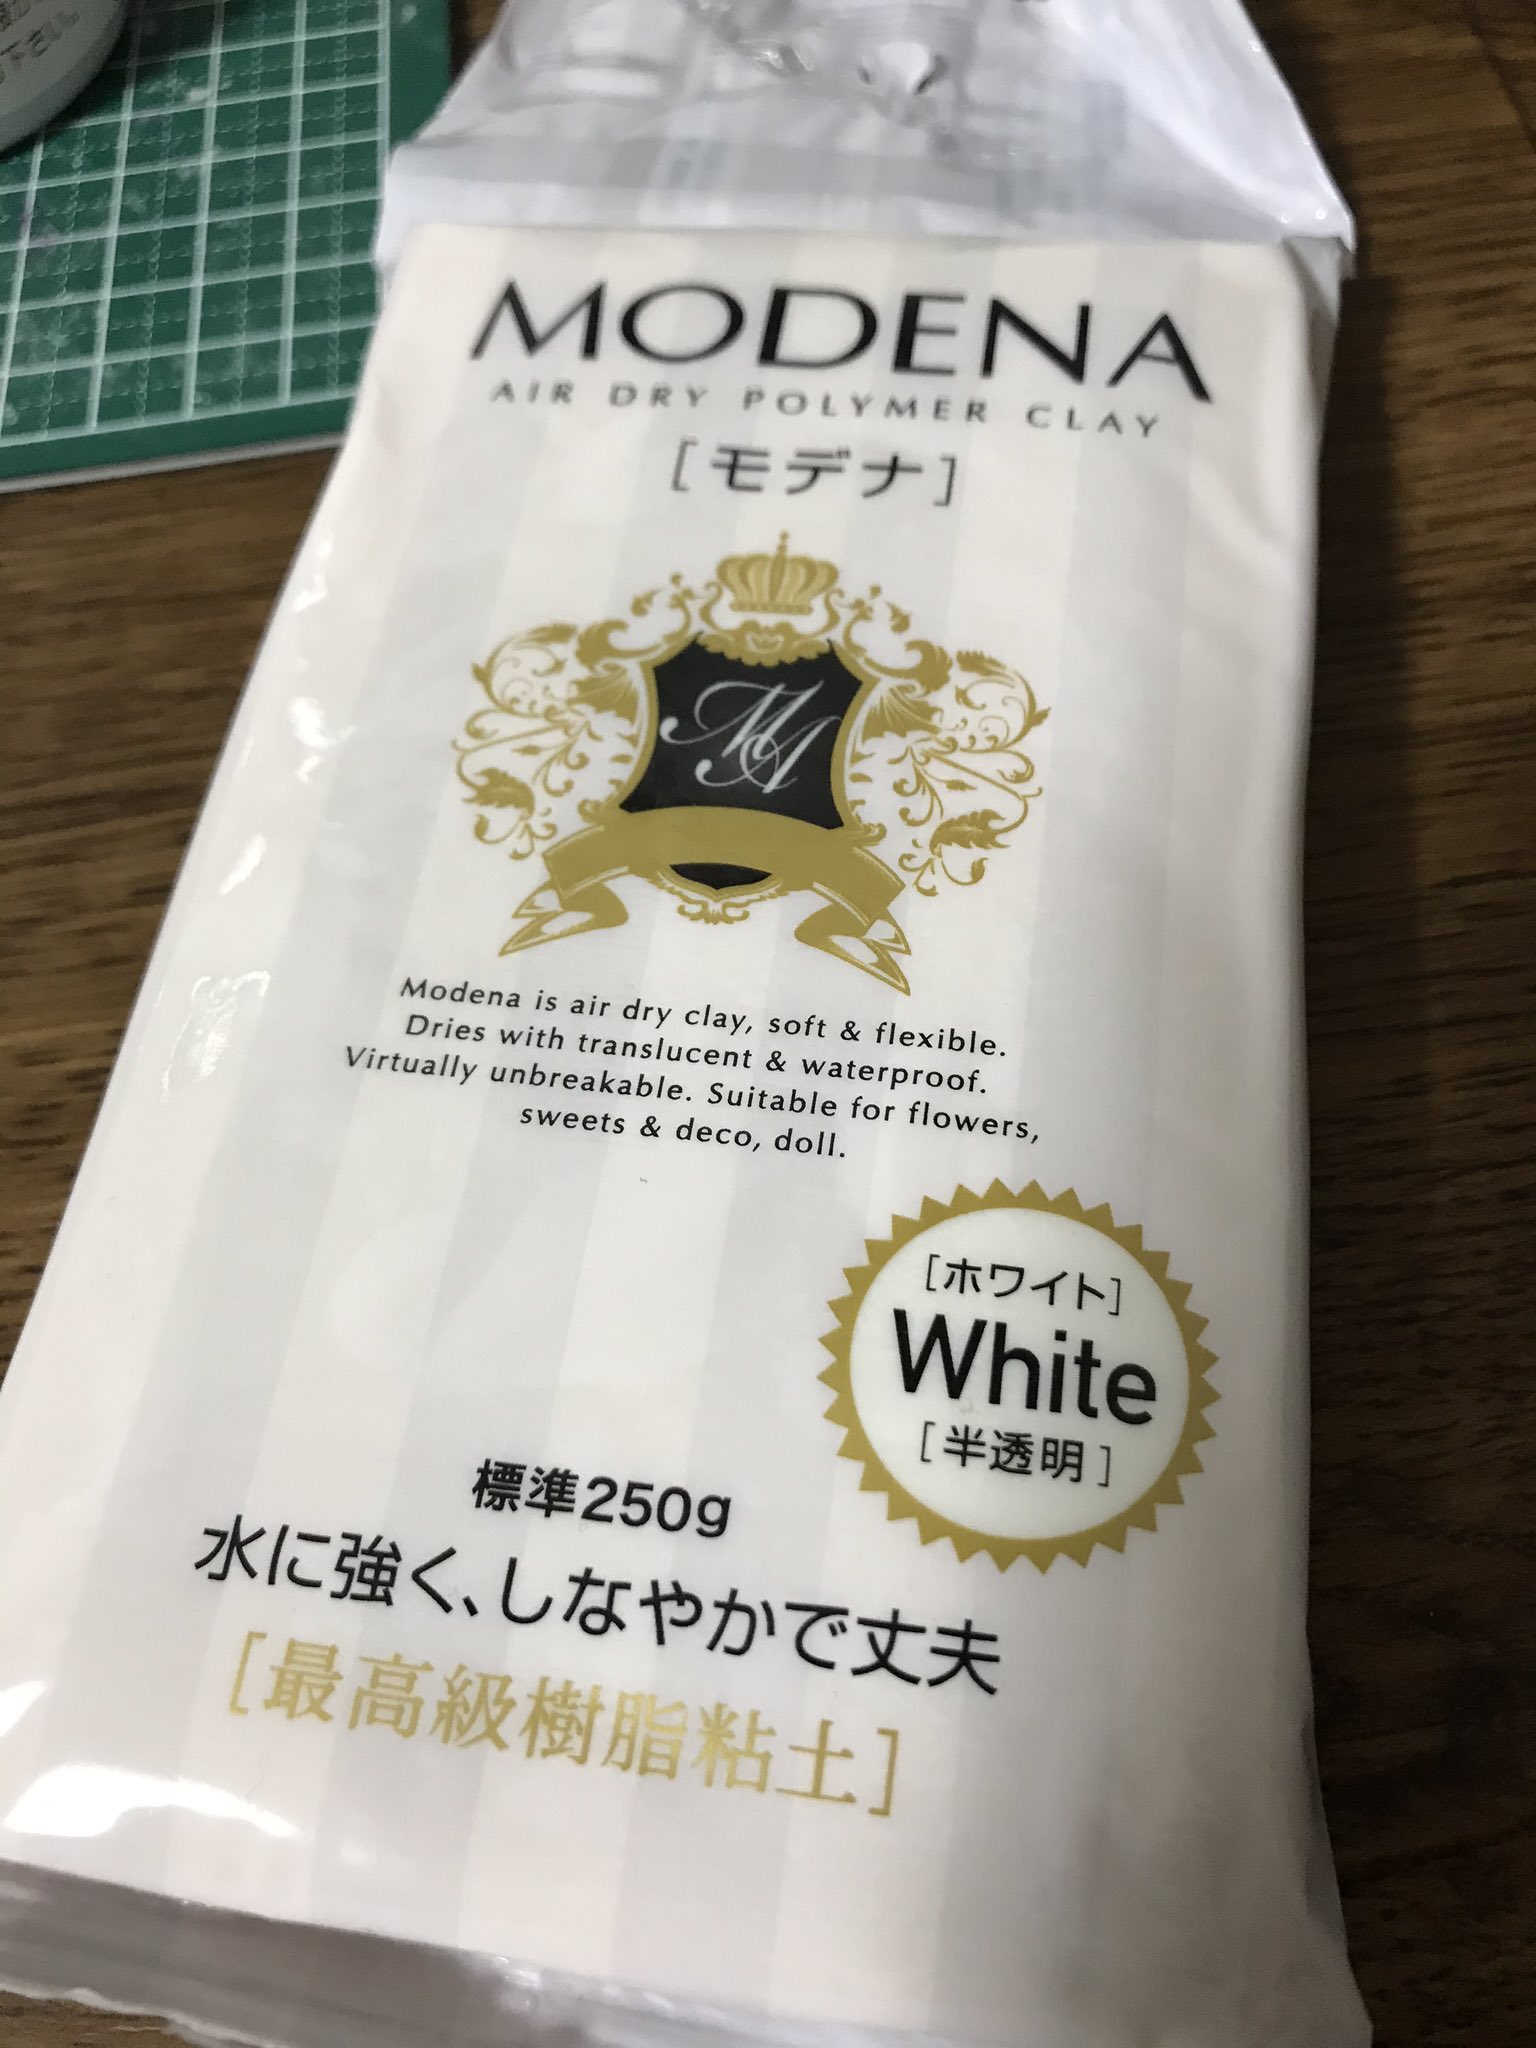 MODENA
AIR DRY POLYMER CLAY
[モデナ]
MA
Modena is air dry clay, soft & flexible.
Dries with translucent & waterproof.
Virtually unbreakable. Suitable for flowers,
sweets & deco, doll.
[ホワイト]
White
[半透明]
標準250g
水に強く、しなやかで丈夫
[最高級樹脂粘土]